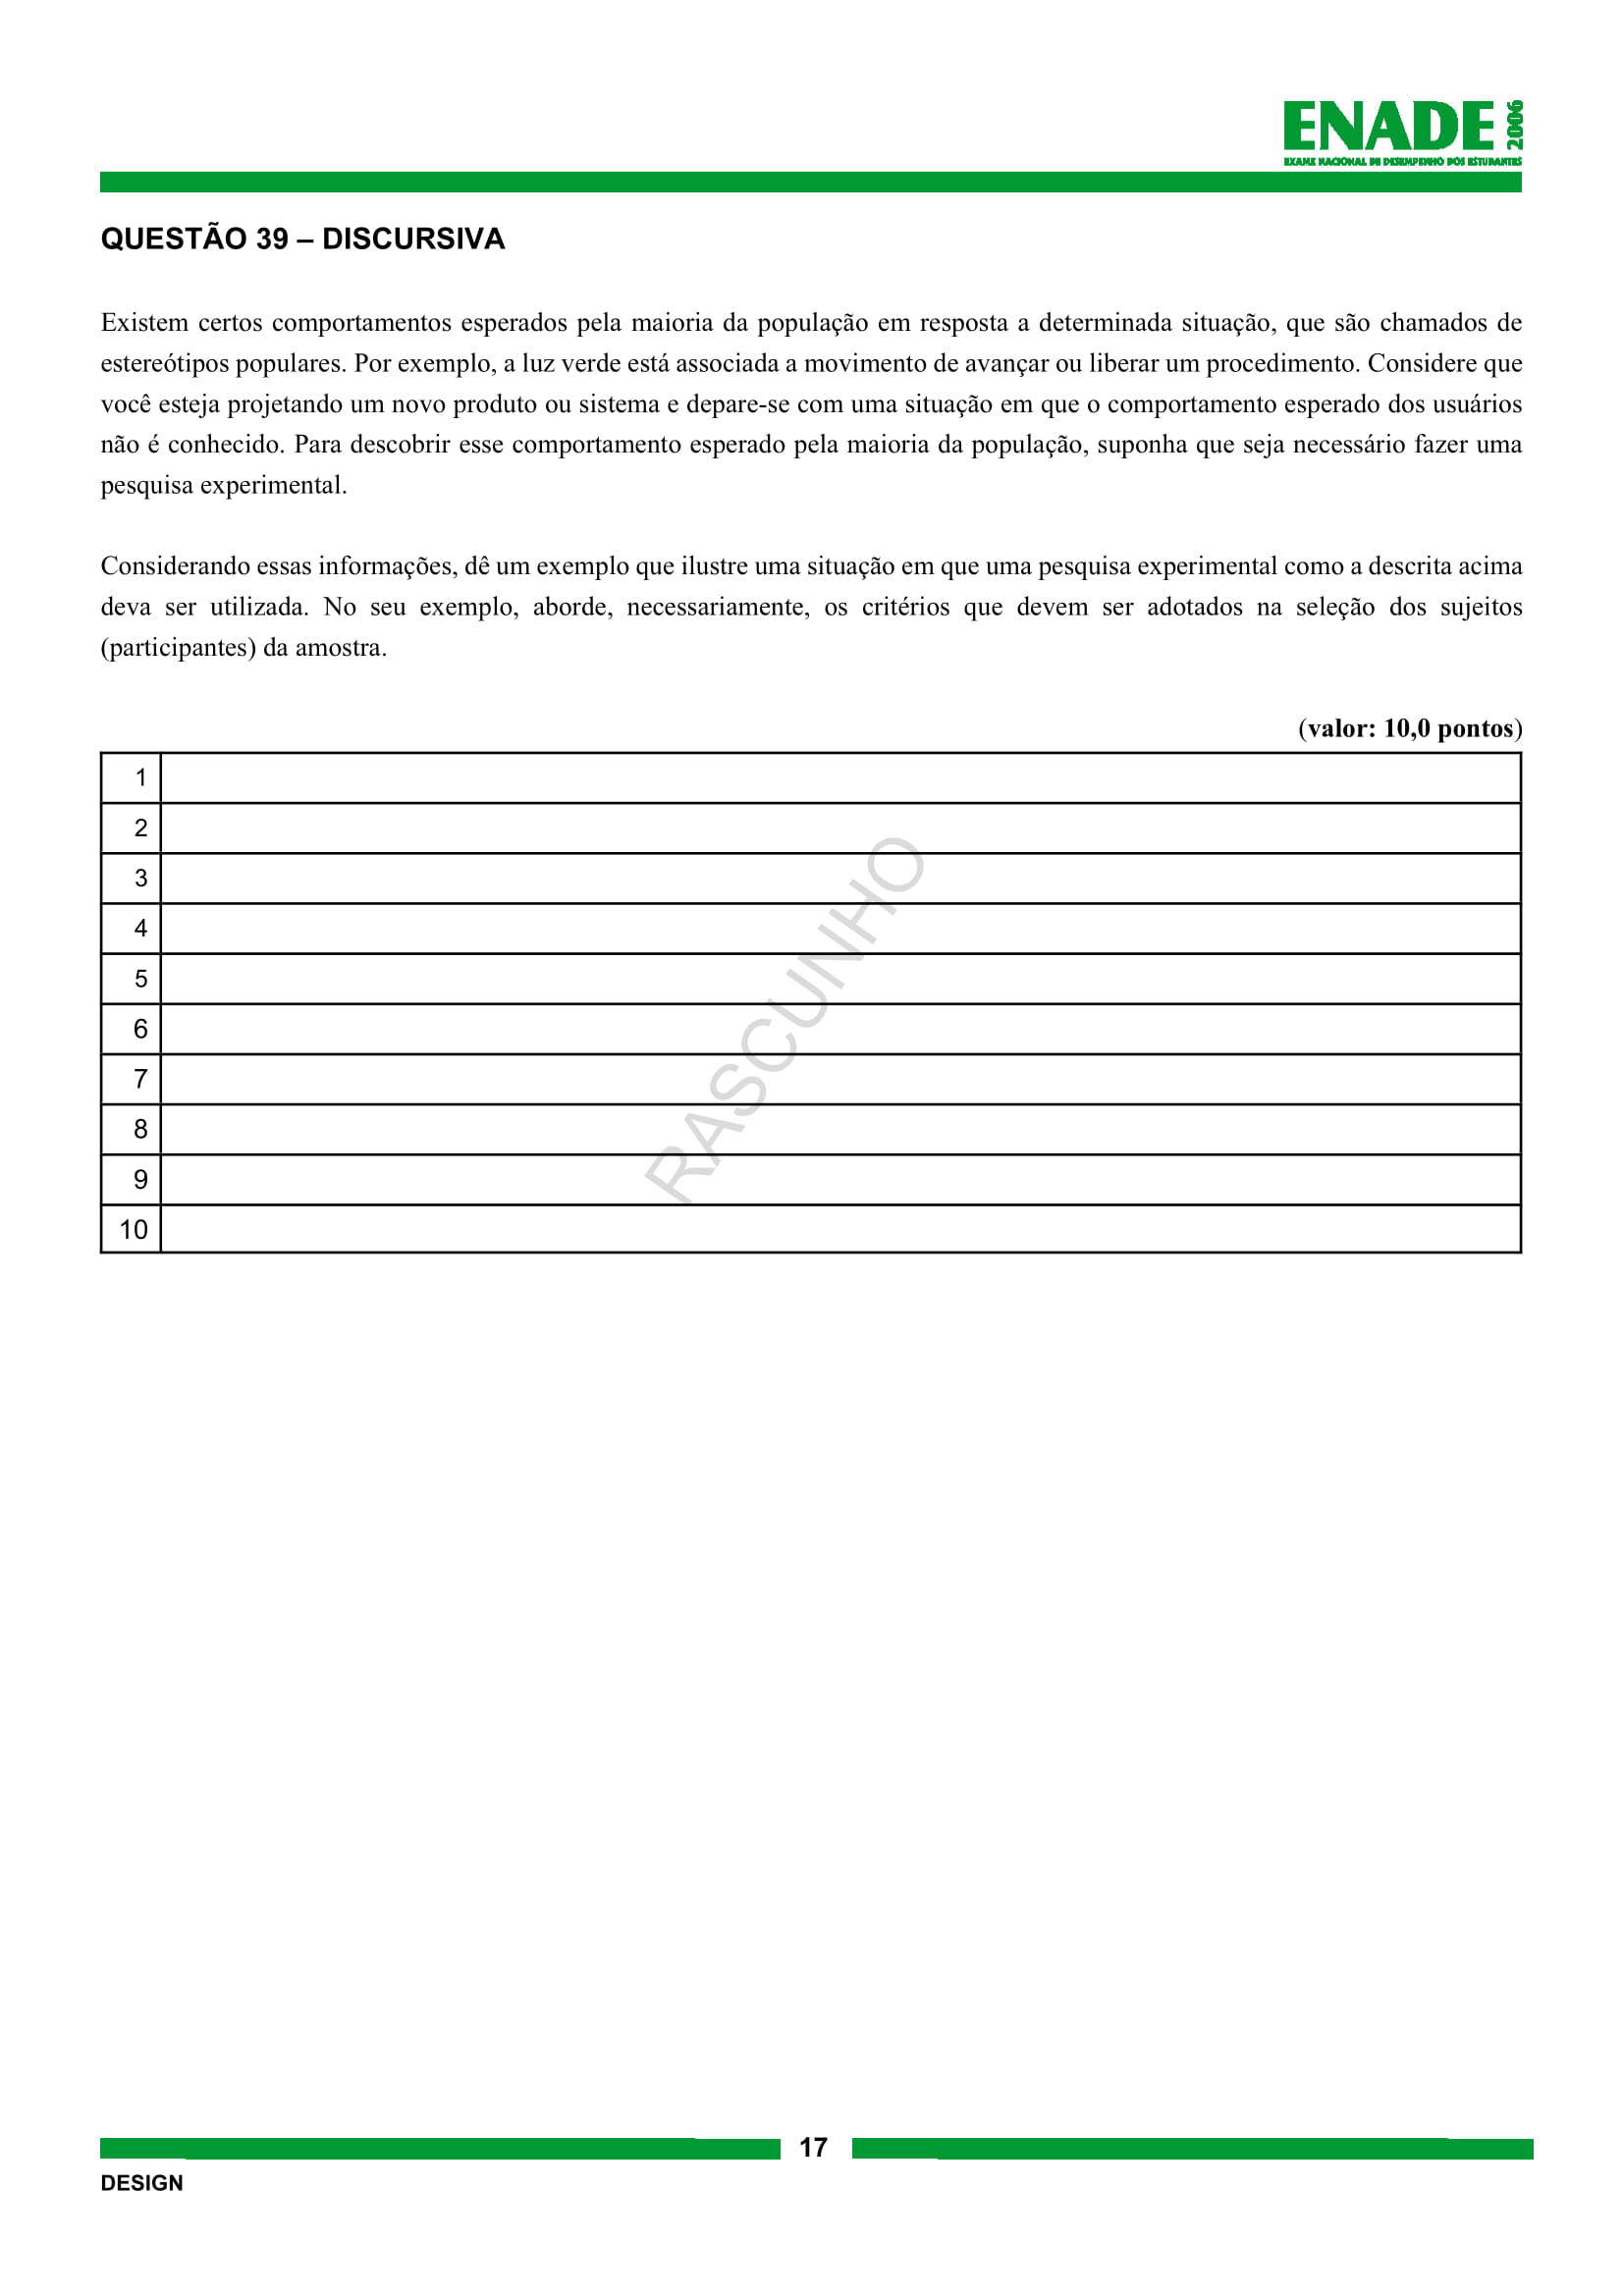 ENADE 2006
EXAME NACIONAL DE DESEMPENHO DOS ESTUDANTES
QUESTÃO 39 – DISCURSIVA
Existem certos comportamentos esperados pela maioria da população em resposta a determinada situação, que são chamados de
estereótipos populares. Por exemplo, a luz verde está associada a movimento de avançar ou liberar um procedimento. Considere que
você esteja projetando um novo produto ou sistema e depare-se com uma situação em que o comportamento esperado dos usuários
não é conhecido. Para descobrir esse comportamento esperado pela maioria da população, suponha que seja necessário fazer uma
pesquisa experimental.
Considerando essas informações, dê um exemplo que ilustre uma situação em que uma pesquisa experimental como a descrita acima
deva ser utilizada. No seu exemplo, aborde, necessariamente, os critérios que devem ser adotados na seleção dos sujeitos
(participantes) da amostra.
(valor: 10,0 pontos)
1
2
3
4
5
6
7
8
9
10
RASCUNHO
17
DESIGN